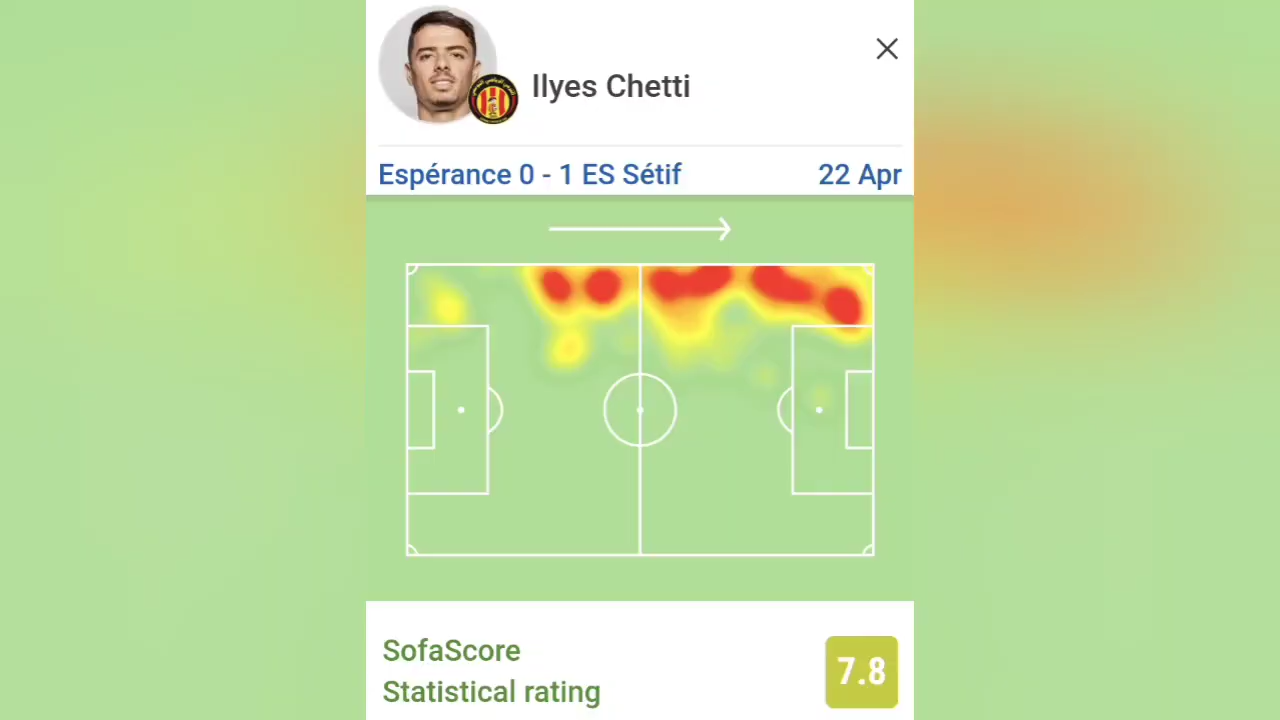 Ilyes Chetti
Espérance 0 - 1 ES Sétif 22 Apr
SofaScore
Statistical rating
7.8